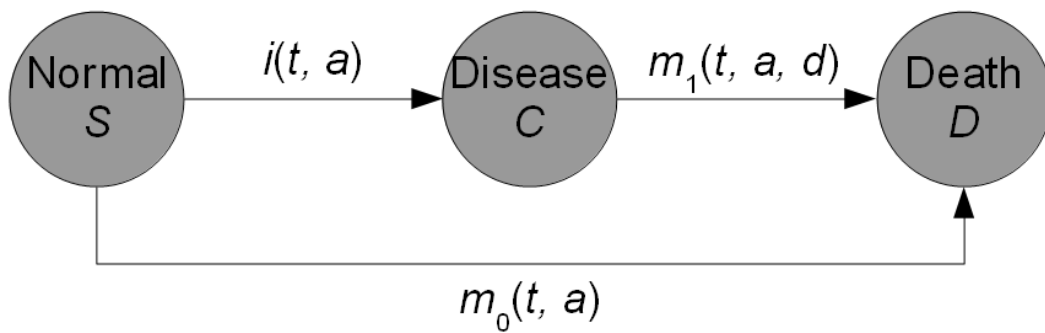 Normal
S
i(t, a)
Disease
C
m₁(t, a, d)
Death
D
m₀(t, a)